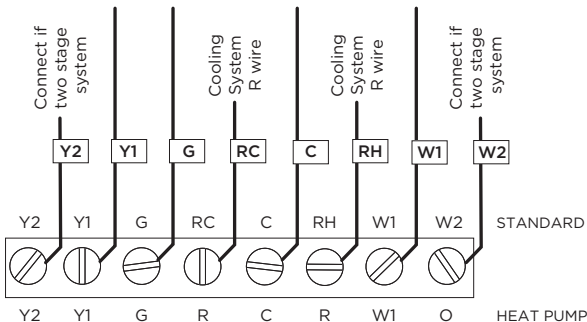 Connect if
two stage
system
Cooling
System
R wire
Cooling
System
R wire
Connect if
two stage
system
Y2 Y1 G RC C RH W1 W2
Y2 Y1 G RC C RH W1 W2 STANDARD
Y2 Y1 G R C R W1 O HEAT PUMP